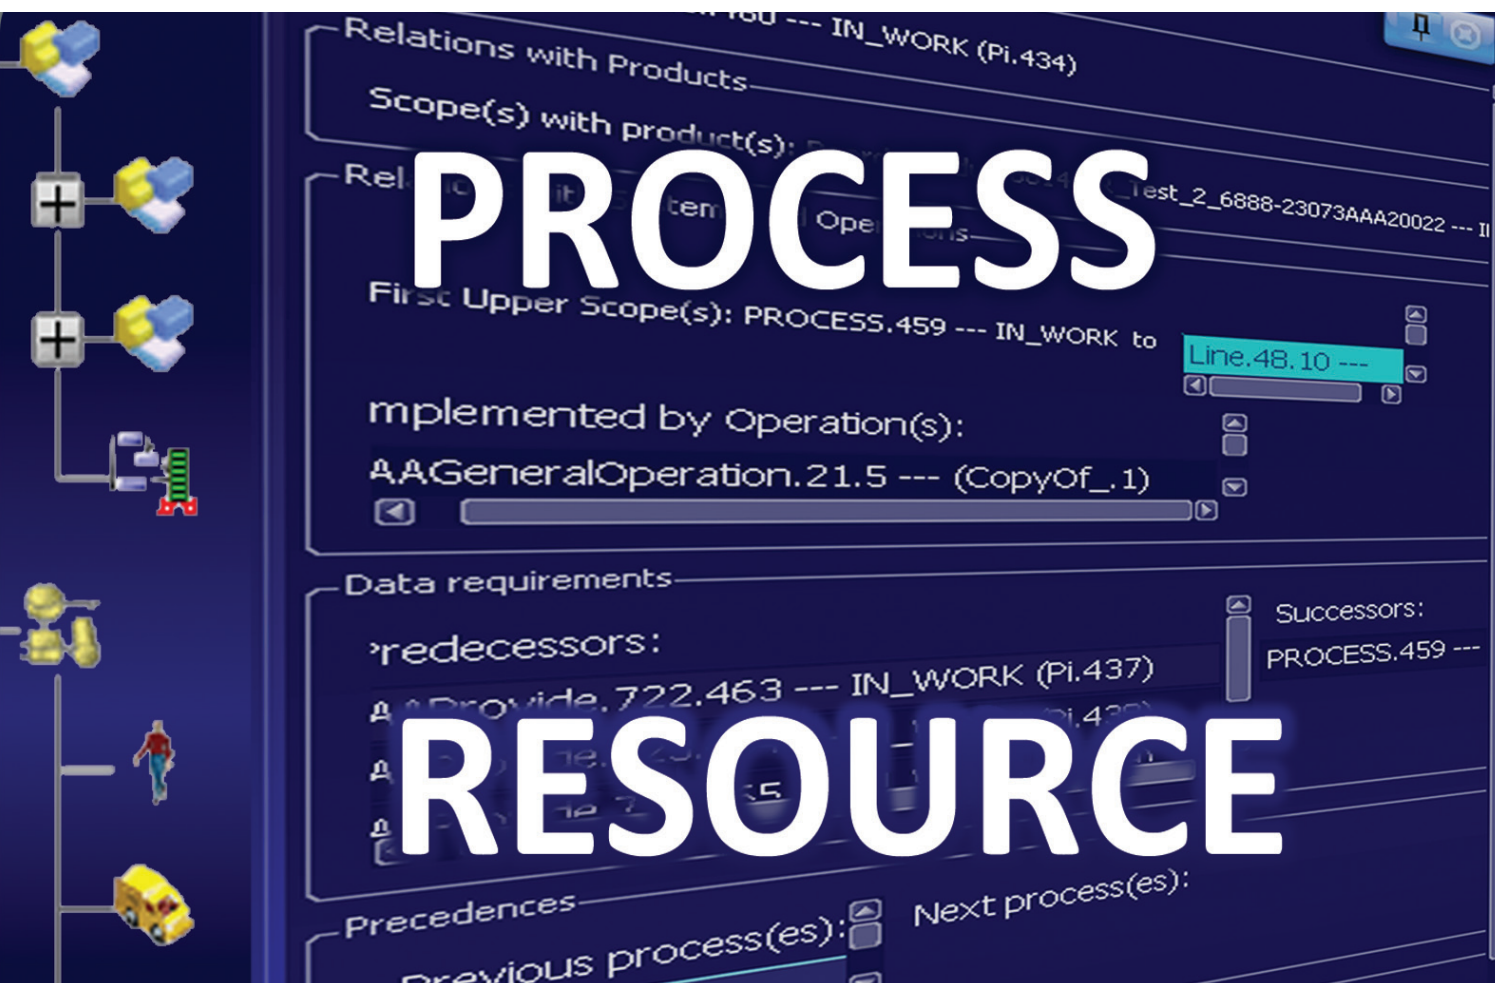 IN_WORK (Pi.434)
Relations with Products
Scope(s) with product(s):
Test_2_6888-23073AAA20022 ---
PROCESS
First Upper Scope(s): PROCESS.459 --- IN_WORK to
Line.48.10 ---
mplemented by Operation(s):
AAGeneralOperation.21.5 --- (CopyOf_.1)
Data requirements
redecessors:
Successors:
PROCESS.459 ---
Provide.722.463 --- IN_WORK (Pi.437)
RESOURCE
Precedences
Previous process(es):
Next process(es):